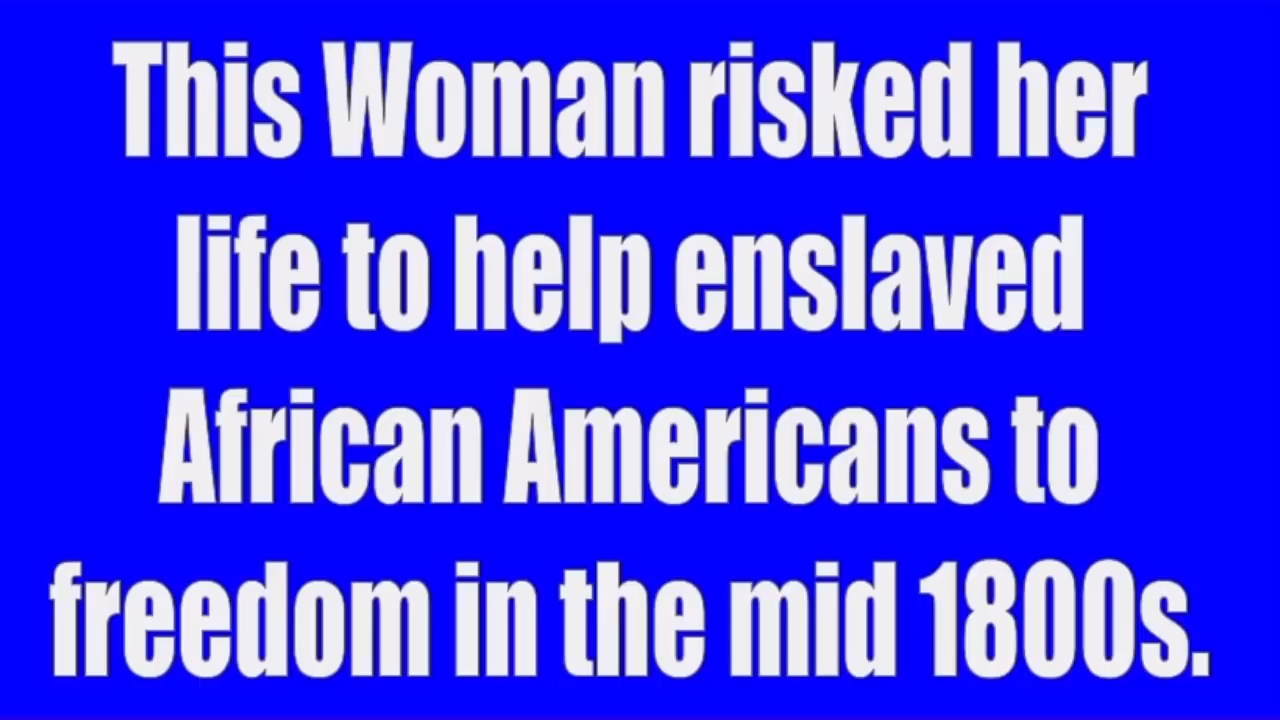 This Woman risked her
life to help enslaved
African Americans to
freedom in the mid 1800s.